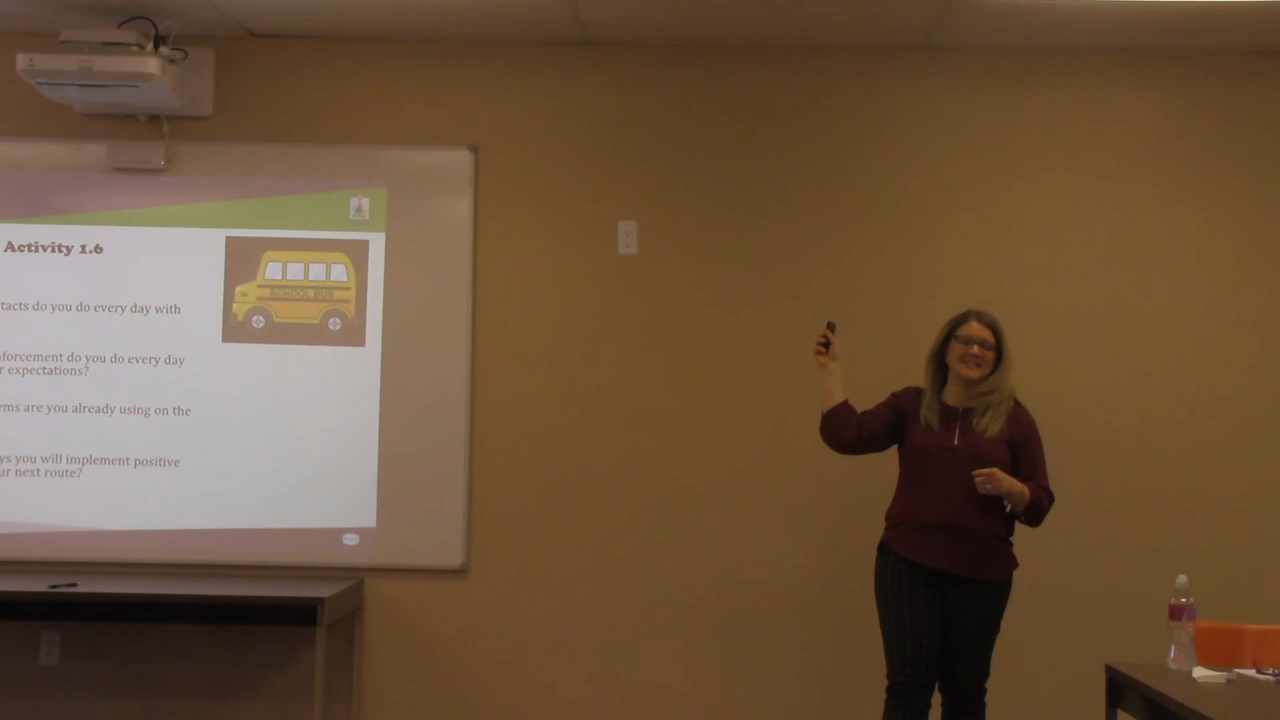 Activity 1.6
SCHOOL BUS
tacts do you do every day with
forcement do you do every day
r expectations?
ems are you already using on the
ys you will implement positive
ur next route?